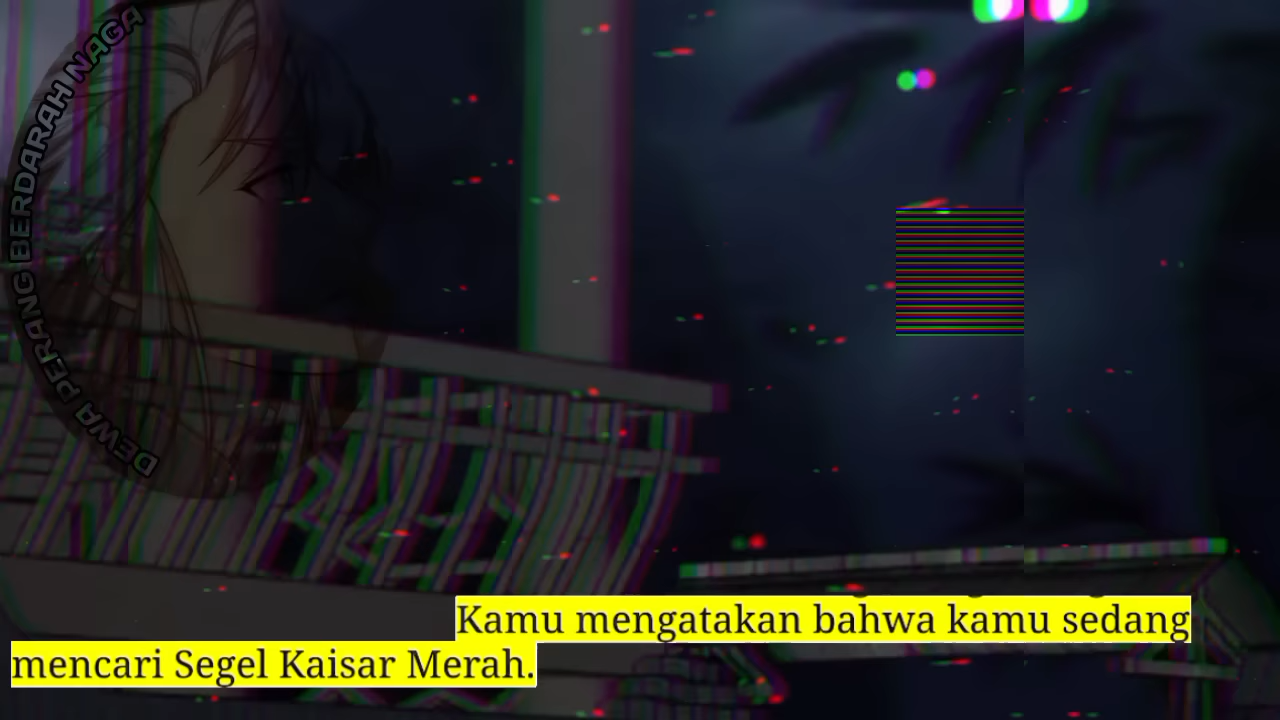 DEWA PERANG BERDARAH NAGA
Kamu mengatakan bahwa kamu sedang
mencari Segel Kaisar Merah.